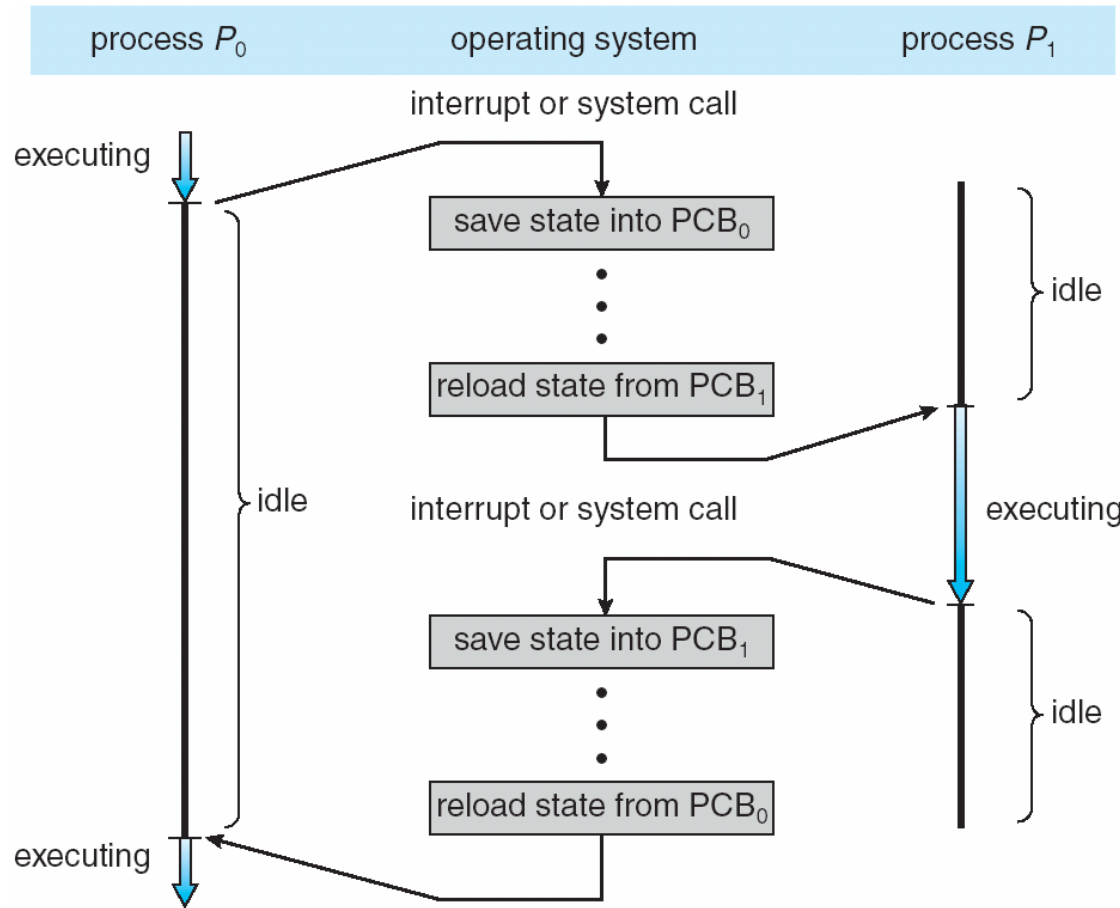 process P₀ operating system process P₁
interrupt or system call
executing
save state into PCB₀
idle
reload state from PCB₁
idle
interrupt or system call
executing
save state into PCB₁
idle
reload state from PCB₀
executing